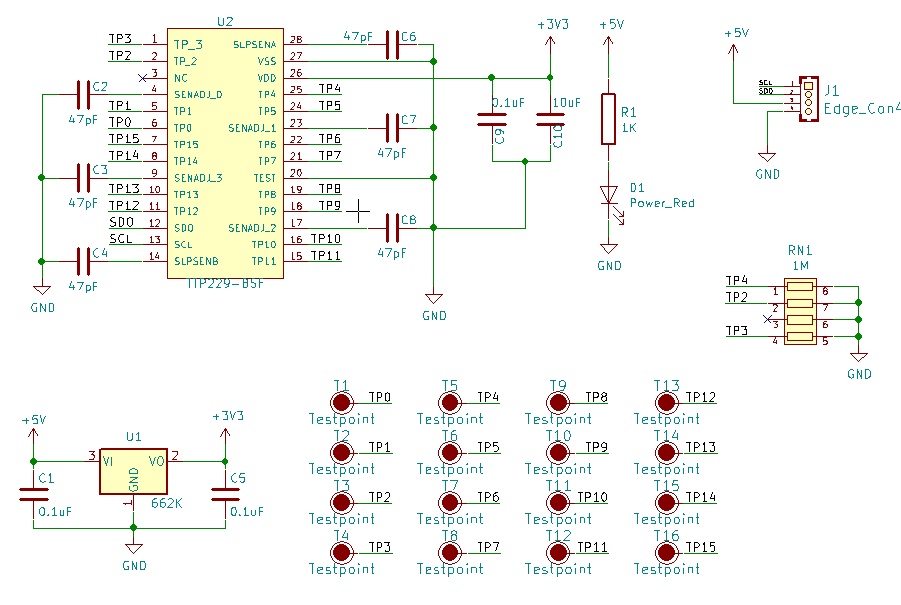 U2
TP3 1 TP_3 SLPSENA 28 47pF C6
TP2 2 TP_2 VSS 27
3 NC VDD 26
C2 47pF 4 SENADJ_0 TP4 25 TP4
TP1 5 TP1 TP5 24 TP5
TP0 6 TP0 SENADJ_1 23 C7 47pF
TP15 7 TP15 TP6 22 TP6
TP14 8 TP14 TP7 21 TP7
C3 47pF 9 SENADJ_3 TEST 20
TP13 10 TP13 TP8 19 TP8
TP12 11 TP12 TP9 18 TP9
SDO 12 SDO SENADJ_2 17 C8 47pF
SCL 13 SCL TP10 16 TP10
C4 47pF 14 SLPSENB TP11 15 TP11
TTP229-BSF
GND
GND
+3V3
0.1uF C9
10uF C10
+5V
R1
1K
D1
Power_Red
GND
+5V
SCL 1
SDO 2
3
4
J1
Edge_Con4
GND
RN1
1M
TP4 1 8
TP2 2 7
3 6
TP3 4 5
GND
+5V
+3V3
U1
3 VI VO 2
GND
1
662K
C1
0.1uF
C5
0.1uF
GND
T1 TP0 Testpoint
T5 TP4 Testpoint
T9 TP8 Testpoint
T13 TP12 Testpoint
T2 TP1 Testpoint
T6 TP5 Testpoint
T10 TP9 Testpoint
T14 TP13 Testpoint
T3 TP2 Testpoint
T7 TP6 Testpoint
T11 TP10 Testpoint
T15 TP14 Testpoint
T4 TP3 Testpoint
T8 TP7 Testpoint
T12 TP11 Testpoint
T16 TP15 Testpoint